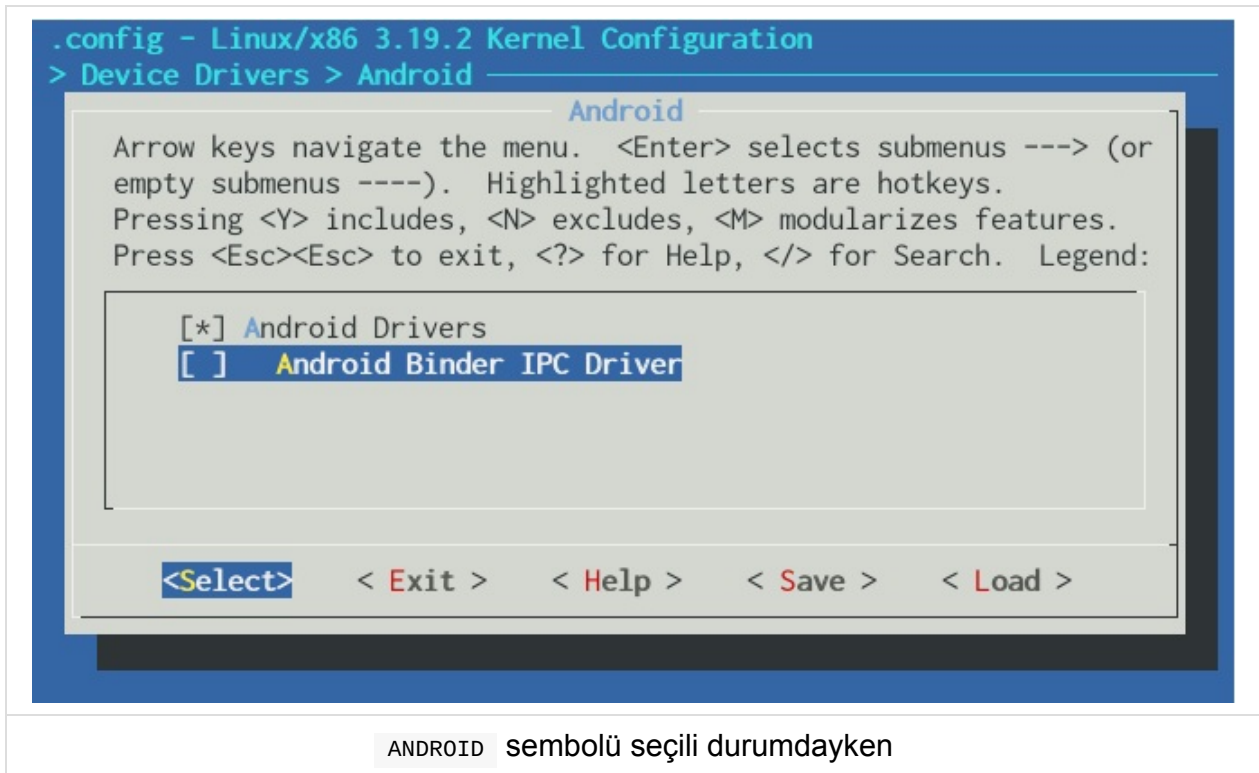 .config - Linux/x86 3.19.2 Kernel Configuration
> Device Drivers > Android
Android
Arrow keys navigate the menu.  <Enter> selects submenus ---> (or
empty submenus ----).  Highlighted letters are hotkeys.
Pressing <Y> includes, <N> excludes, <M> modularizes features.
Press <Esc><Esc> to exit, <?> for Help, </> for Search.  Legend:
[*] Android Drivers
[ ]   Android Binder IPC Driver
<Select>    < Exit >    < Help >    < Save >    < Load >
ANDROID sembolü seçili durumdayken